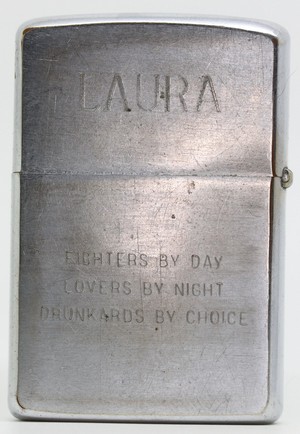 LAURA
FIGHTERS BY DAY
LOVERS BY NIGHT
DRUNKARDS BY CHOICE